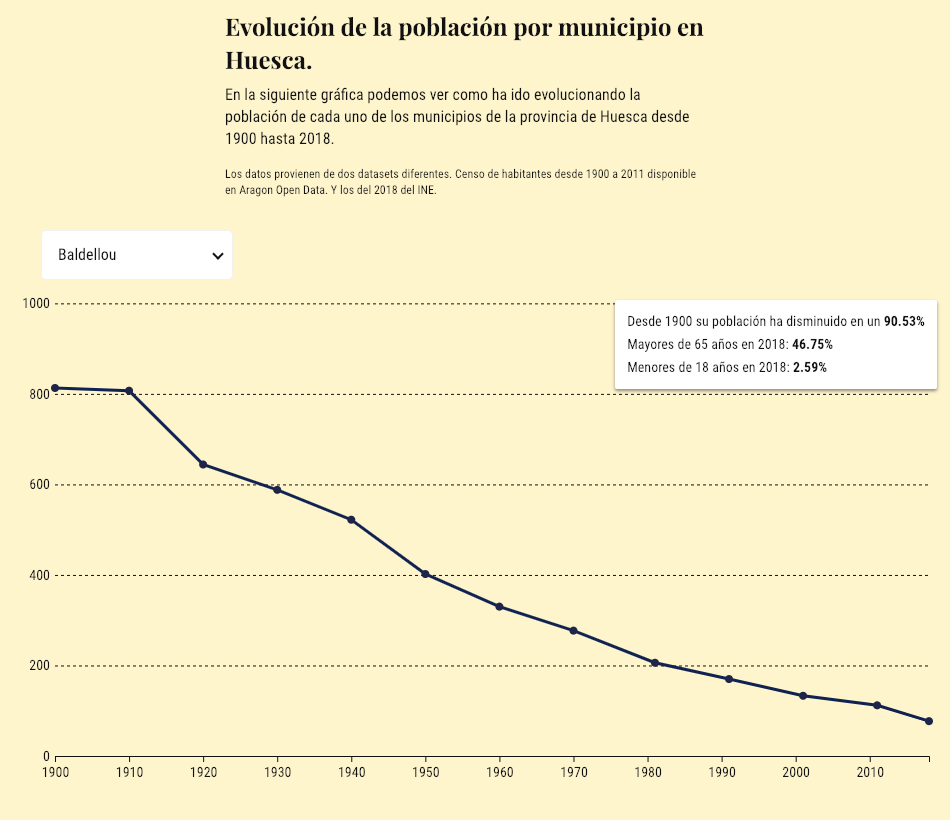 Evolución de la población por municipio en
Huesca.
En la siguiente gráfica podemos ver como ha ido evolucionando la
población de cada uno de los municipios de la provincia de Huesca desde
1900 hasta 2018.
Los datos provienen de dos datasets diferentes. Censo de habitantes desde 1900 a 2011 disponible
en Aragon Open Data. Y los del 2018 del INE.
Baldellou
Desde 1900 su población ha disminuido en un 90.53%
Mayores de 65 años en 2018: 46.75%
Menores de 18 años en 2018: 2.59%
1000
800
600
400
200
0
1900 1910 1920 1930 1940 1950 1960 1970 1980 1990 2000 2010